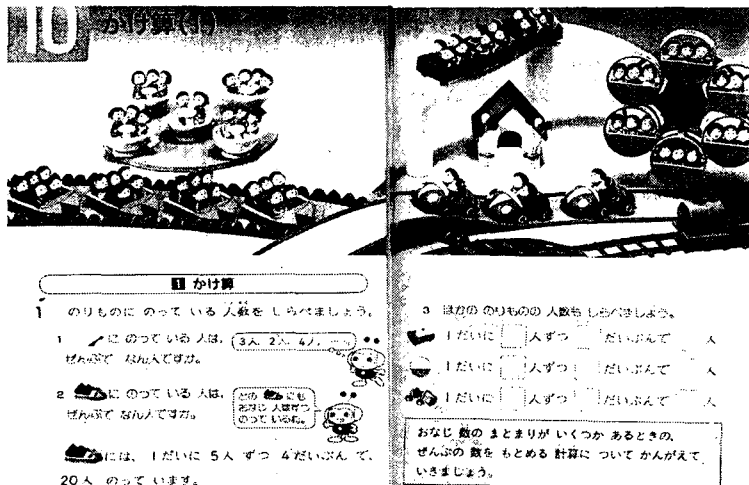 10 かけ算(1)
1 かけ算
1 のりものに のって いる 人数を しらべましょう。
1 に のって いる 人は、
ぜんぶで なん人ですか。
3人、2人、4人、…
2 に のって いる 人は、
ぜんぶで なん人ですか。
どの にも
おなじ 人数ずつ
のって いるね。
には、1だいに 5人 ずつ 4だいぶん で、
20人 のって います。
3 ほかの のりものの 人数も しらべましょう。
1だいに 人ずつ だいぶんで 人
1だいに 人ずつ だいぶんで 人
1だいに 人ずつ だいぶんで 人
おなじ 数の まとまりが いくつか あるときの、
ぜんぶの 数を もとめる 計算に ついて かんがえて
いきましょう。